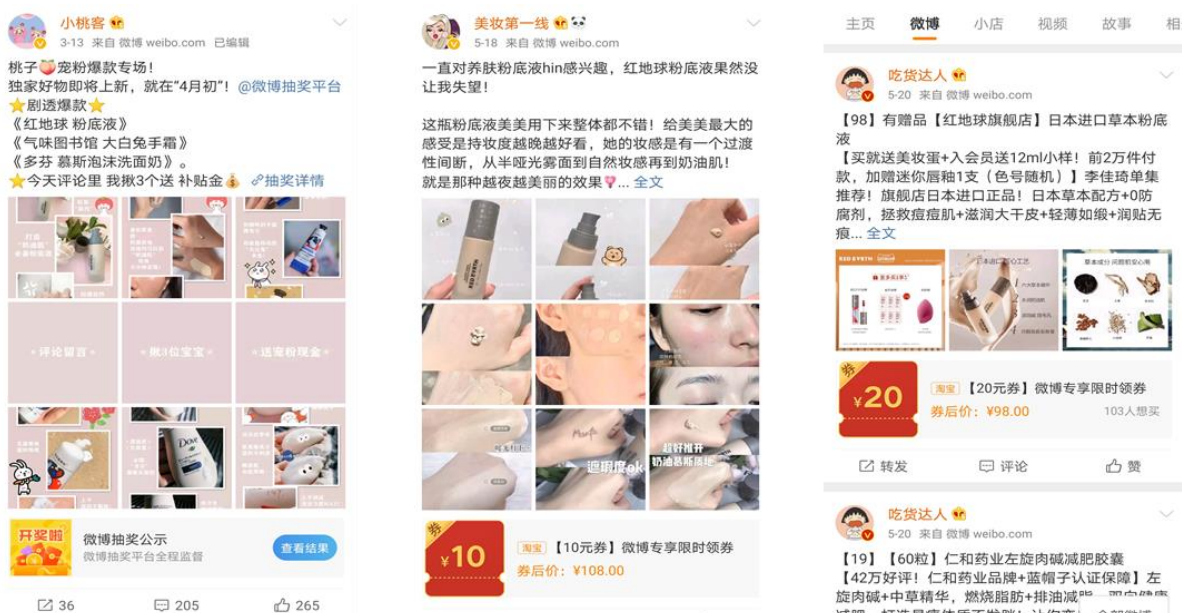 小桃客
3-13 来自 微博 weibo.com 已编辑
桃子🍑宠粉爆款专场！
独家好物即将上新，就在“4月初”！@微博抽奖平台
⭐剧透爆款⭐
《红地球 粉底液》
《气味图书馆 大白兔手霜》
《多芬 慕斯泡沫洗面奶》。
⭐今天评论里 我揪3个送 补贴金💰 抽奖详情
评论留言
揪3位宝宝
送宠粉现金
Dove
开奖啦
微博抽奖公示
微博抽奖平台全程监督
查看结果
36
205
265
美妆第一线
5-18 来自 微博 weibo.com
一直对养肤粉底液hin感兴趣，红地球粉底液果然没
让我失望！
这瓶粉底液美美用下来整体都不错！给美美最大的
感受是持妆度越晚越好看，她的妆感是有一个过渡
性间断，从半哑光雾面到自然妆感再到奶油肌！
就是那种越夜越美丽的效果💗... 全文
遮瑕度ok
超好推开
奶油慕斯质地
券
¥10
淘宝 【10元券】微博专享限时领券
券后价：¥108.00
主页 微博 小店 视频 故事 相
吃货达人
5-20 来自 微博 weibo.com
【98】有赠品【红地球旗舰店】日本进口草本粉底
液
【买就送美妆蛋+入会员送12ml小样！前2万件付
款，加赠迷你唇釉1支（色号随机）】李佳琦单集
推荐！旗舰店日本进口正品！日本草本配方+0防
腐剂，拯救痘痘肌+滋润大干皮+轻薄如缎+润贴无
痕... 全文
券
¥20
淘宝 【20元券】微博专享限时领券
券后价：¥98.00
103人想买
转发
评论
赞
吃货达人
5-20 来自 微博 weibo.com
【19】【60粒】仁和药业左旋肉碱减肥胶囊
【42万好评！仁和药业品牌+蓝帽子认证保障】左
旋肉碱+中草精华，燃烧脂肪+排油减脂